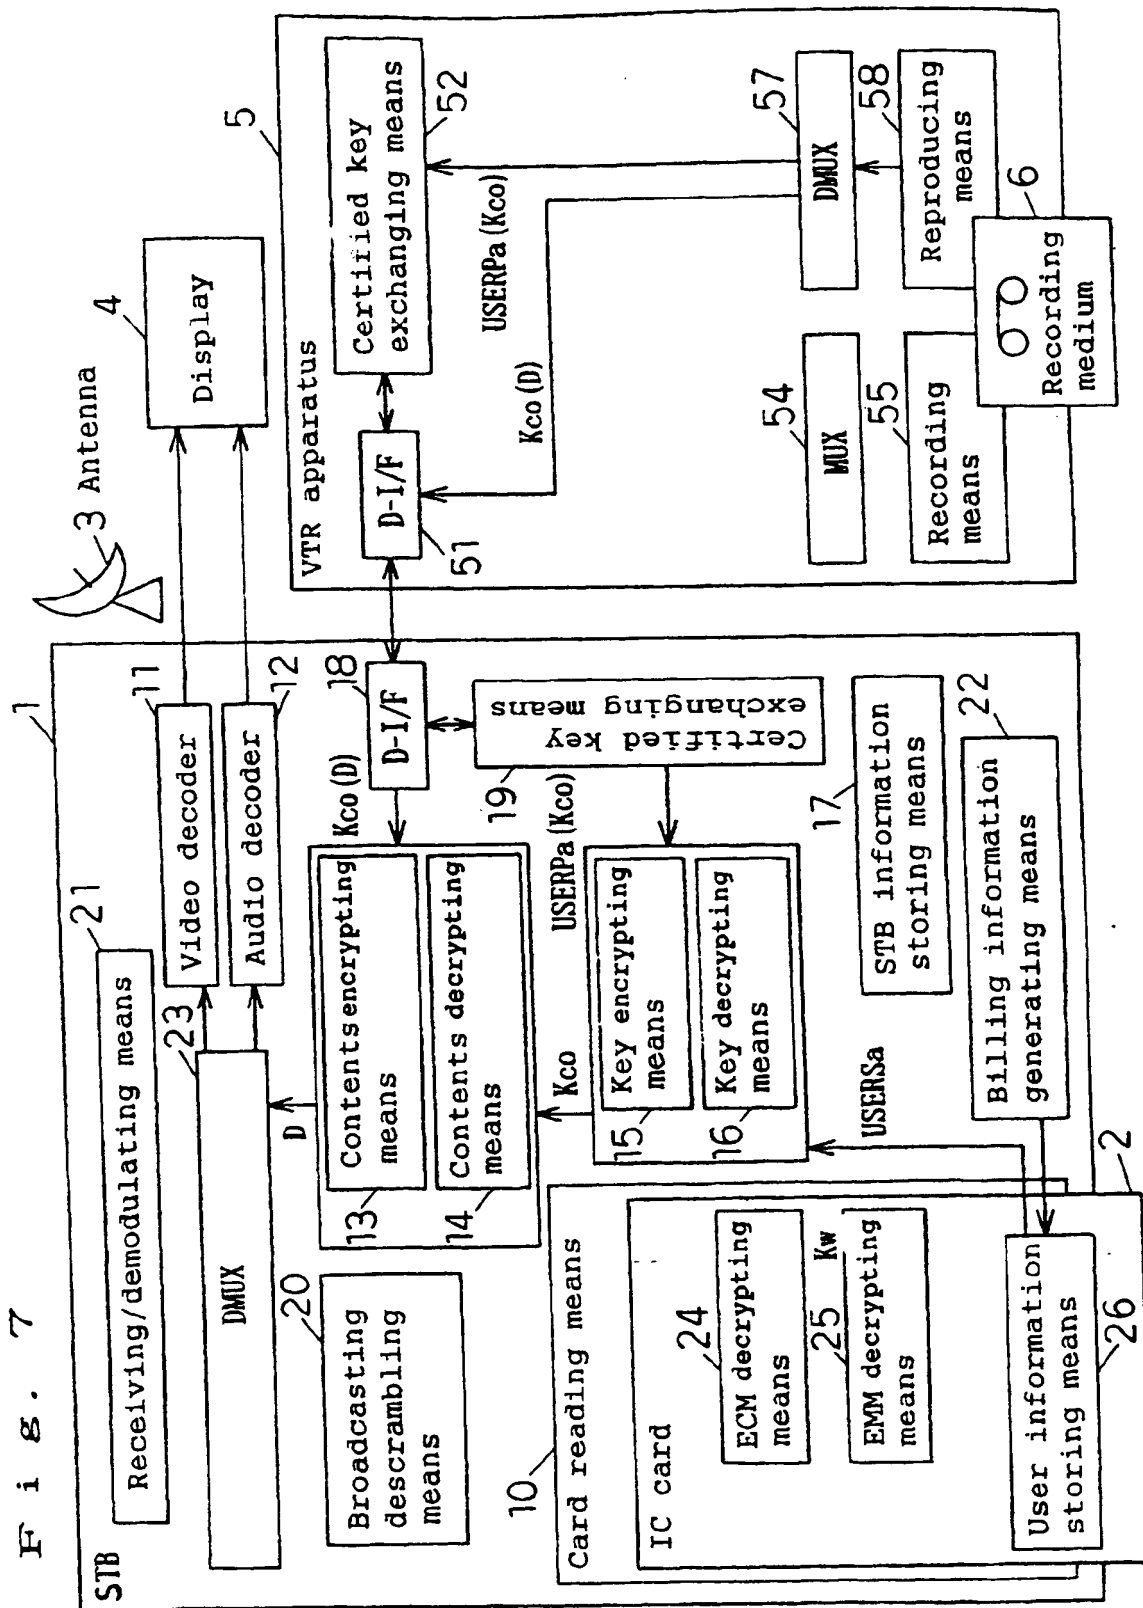 Fig. 7
1
STB
21
Receiving/demodulating means
3 Antenna
4
Display
23
DMUX
11
Video decoder
Audio decoder
12
20
Broadcasting
descrambling
means
D
Contents encrypting
means
13
Contents decrypting
means
14
Kco(D)
18
D-I/F
Kco
USERPa(Kco)
19
Certified key
exchanging means
Key encrypting
means
15
Key decrypting
means
16
17
STB information
storing means
USERSa
22
Billing information
generating means
10
Card reading means
2
IC card
24
ECM decrypting
means
25
Kw
EMM decrypting
means
User information
storing means
26
5
VTR apparatus
D-I/F
51
Certified key
exchanging means
52
USERPa(Kco)
Kco(D)
54
MUX
57
DMUX
55
Recording
means
58
Reproducing
means
6
Recording
medium